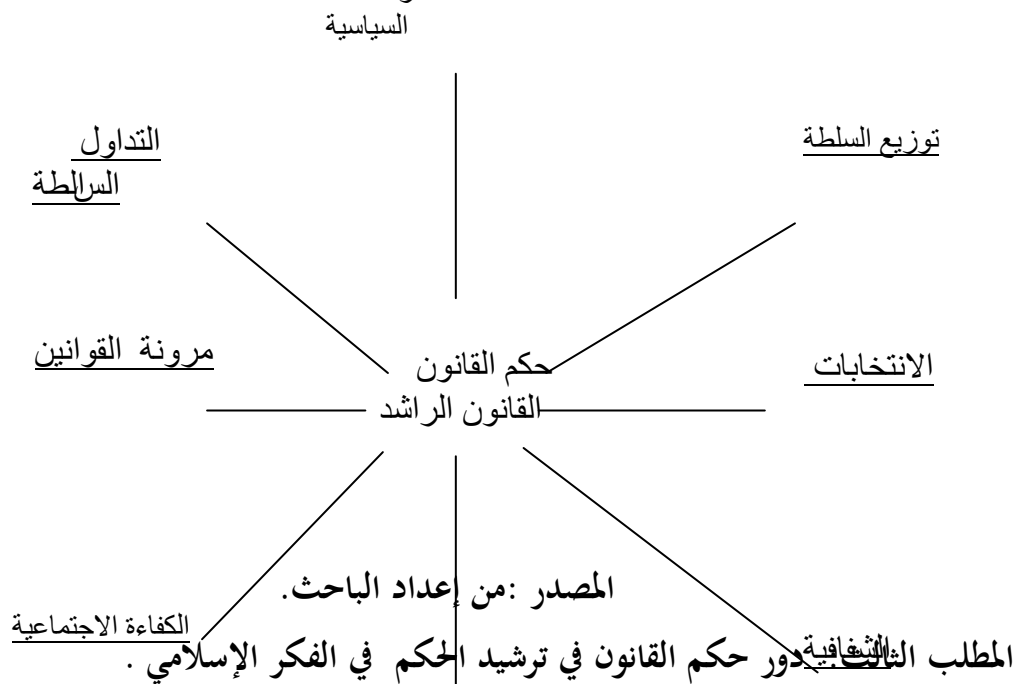 السياسية
توزيع السلطة
التداول
السلطة
الانتخابات
مرونة القوانين
حكم القانون
القانون الراشد
المصدر :من إعداد الباحث.
الكفاءة الاجتماعية
الشفافية
المطلب الثالث: دور حكم القانون في ترشيد الحكم في الفكر الإسلامي .